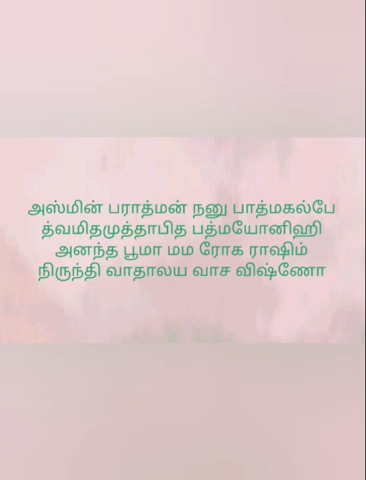 அஸ்மின் பராத்மன் நனு பாத்மகல்பே
த்வமிதமுத்தாபித பத்மயோனிஹி
அனந்த பூமா மம ரோக ராஷிம்
நிருந்தி வாதாலய வாச விஷ்ணோ